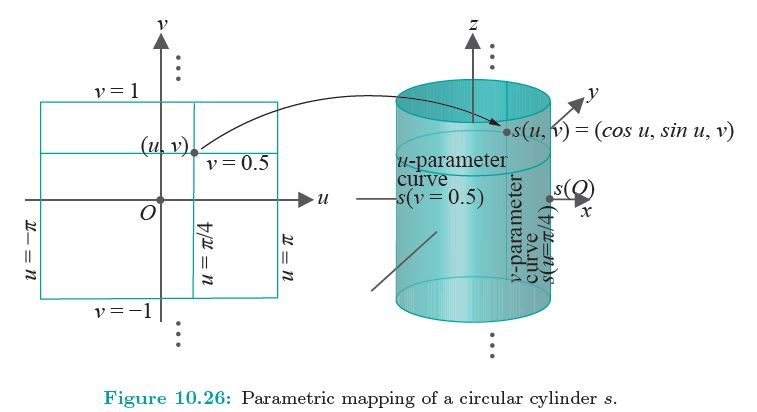 v
z
v = 1
y
(u, v)
s(u, v) = (cos u, sin u, v)
v = 0.5
u-parameter
curve
s(v = 0.5)
s(O)
u
x
O
u = −π
u = π/4
u = π
v-parameter
curve
s(u=π/4)
v = −1
Figure 10.26: Parametric mapping of a circular cylinder s.